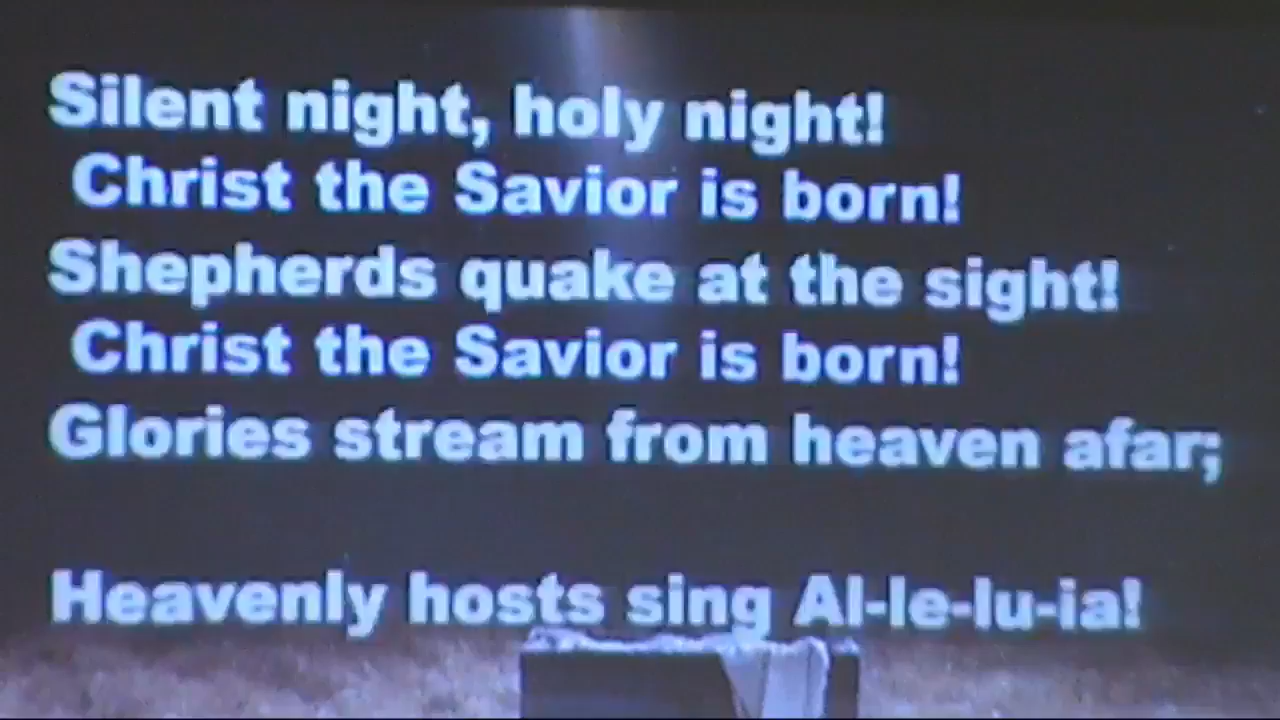 Silent night, holy night!
Christ the Savior is born!
Shepherds quake at the sight!
Christ the Savior is born!
Glories stream from heaven afar;
Heavenly hosts sing Al-le-lu-ia!